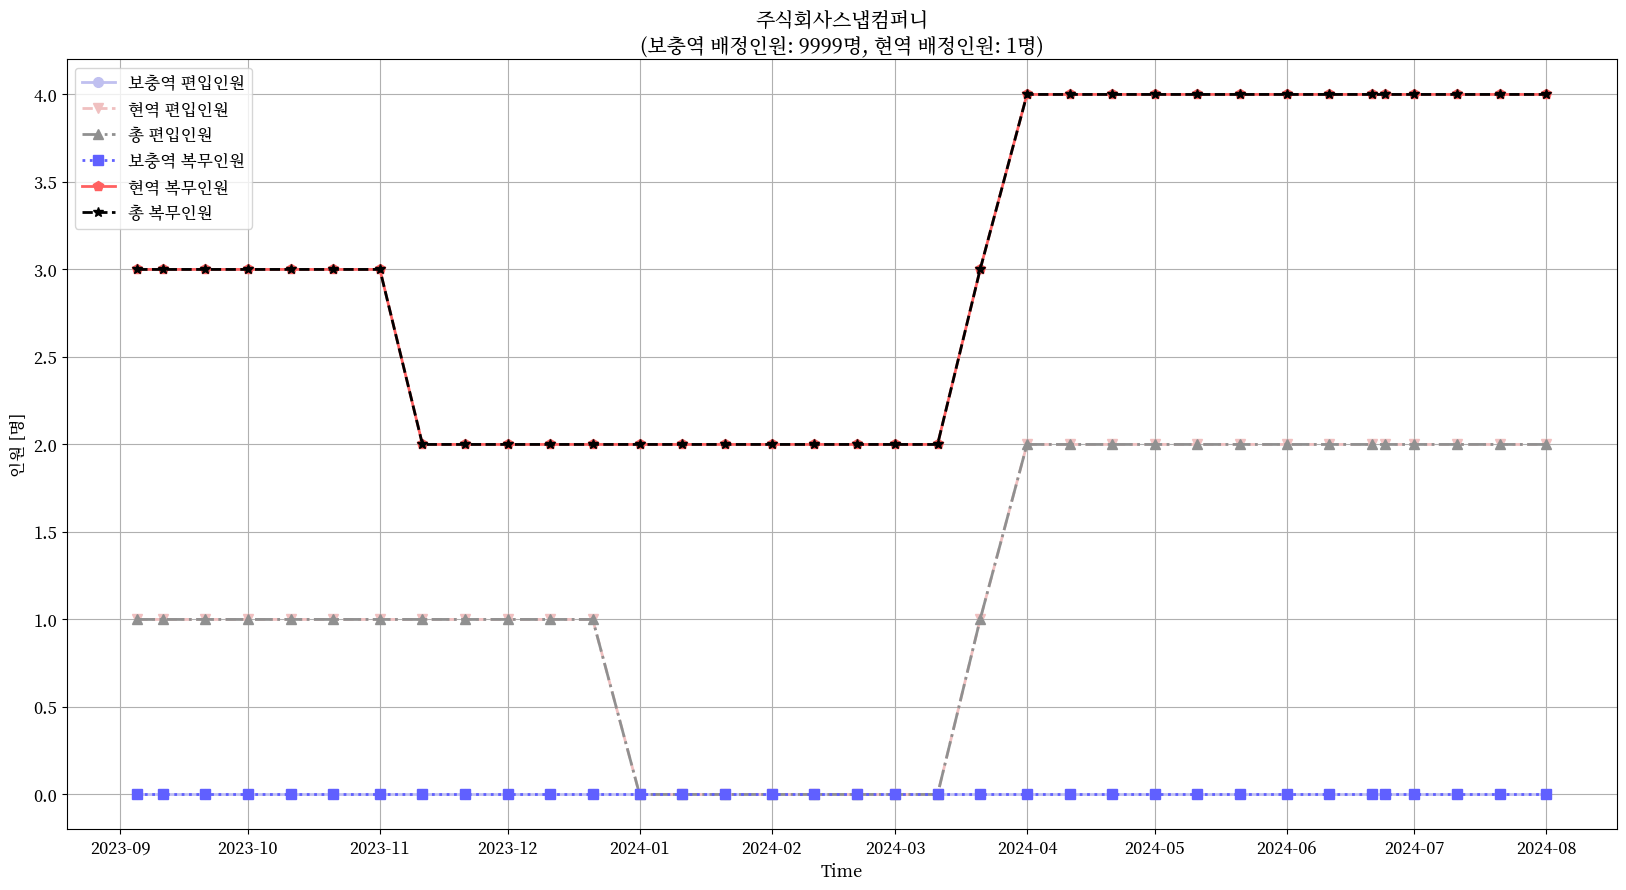 주식회사스냅컴퍼니
(보충역 배정인원: 9999명, 현역 배정인원: 1명)
보충역 편입인원
현역 편입인원
총 편입인원
보충역 복무인원
현역 복무인원
총 복무인원
인원 [명]
4.0
3.5
3.0
2.5
2.0
1.5
1.0
0.5
0.0
2023-09 2023-10 2023-11 2023-12 2024-01 2024-02 2024-03 2024-04 2024-05 2024-06 2024-07 2024-08
Time